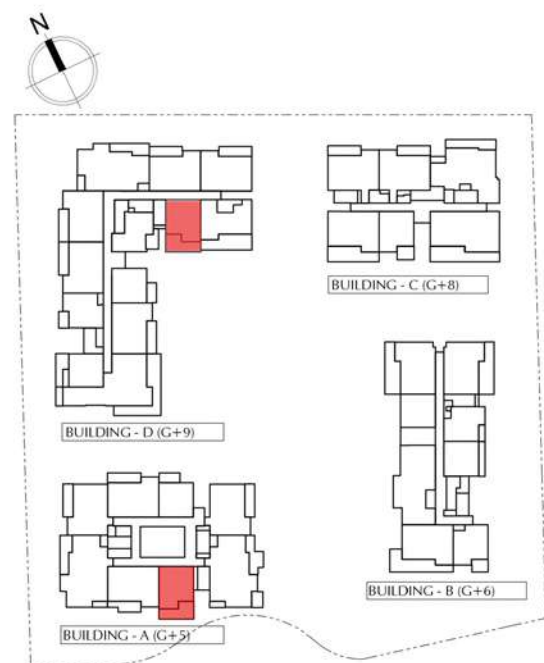 N
BUILDING - C (G+8)
BUILDING - D (G+9)
BUILDING - B (G+6)
BUILDING - A (G+5)